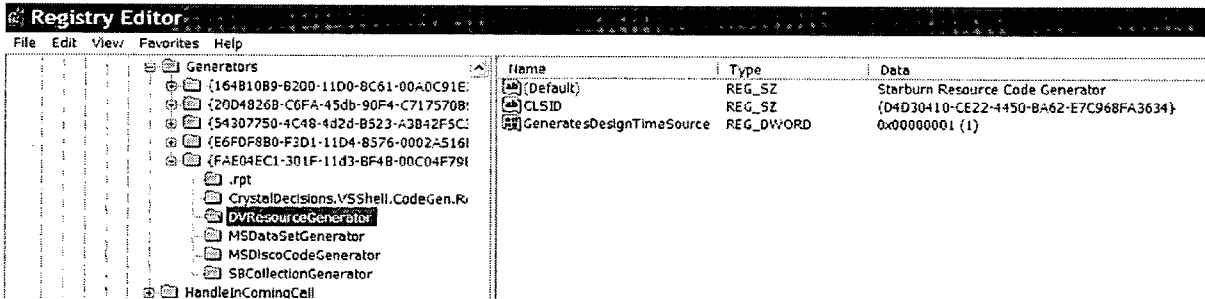 Registry Editor
File Edit View Favorites Help
Generators
{164B10B9-B200-11D0-8C61-00A0C91E
{20D4826B-C6FA-45db-90F4-C717570B
{54307750-4C48-4d2d-B523-A3B42F5C
{E6FDF8B0-F3D1-11D4-8576-0002A516
{FAE04EC1-301F-11d3-BF4B-00C04F79
.rpt
CrystalDecisions.VSShell.CodeGen.R
DVResourceGenerator
MSDataSetGenerator
MSDiscoCodeGenerator
SBCollectionGenerator
HandleInComingCall
Name Type Data
(Default) REG_SZ Starburn Resource Code Generator
CLSID REG_SZ {D4D30410-CE22-4450-BA62-E7C968FA3634}
GeneratesDesignTimeSource REG_DWORD 0x00000001 (1)